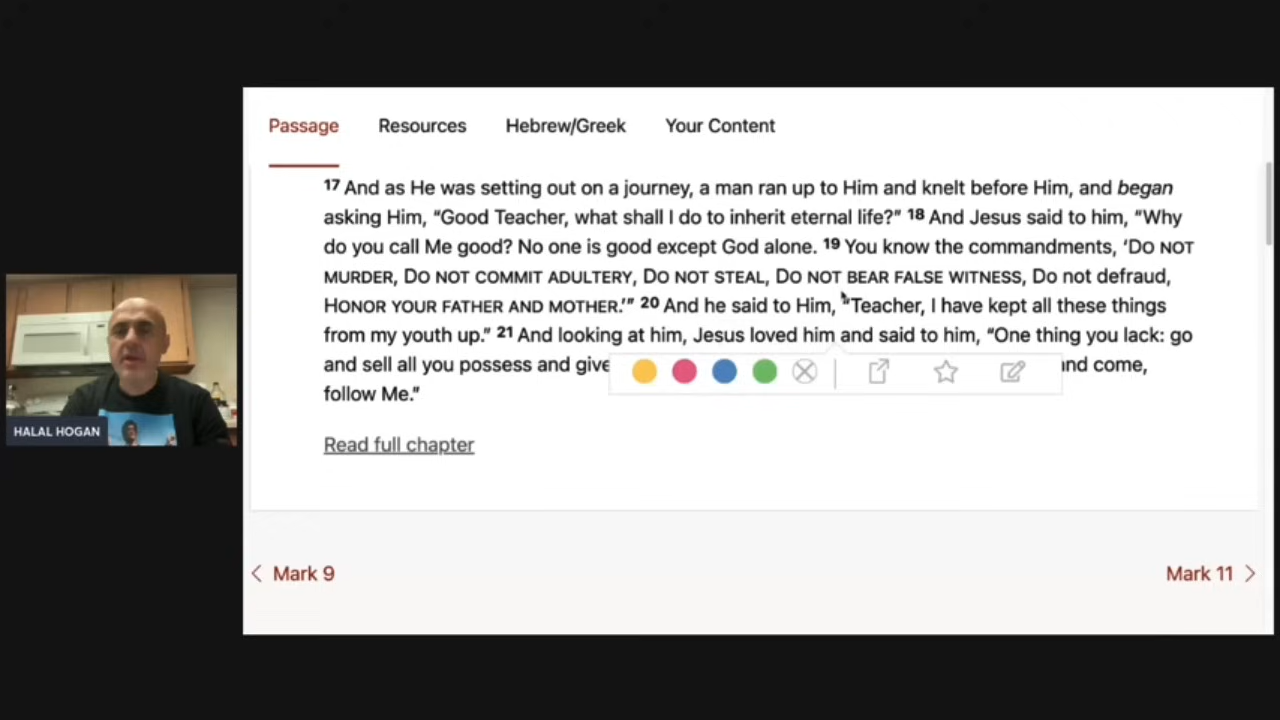 Passage Resources Hebrew/Greek Your Content
17 And as He was setting out on a journey, a man ran up to Him and knelt before Him, and began
asking Him, “Good Teacher, what shall I do to inherit eternal life?” 18 And Jesus said to him, “Why
do you call Me good? No one is good except God alone. 19 You know the commandments, ‘DO NOT
MURDER, DO NOT COMMIT ADULTERY, DO NOT STEAL, DO NOT BEAR FALSE WITNESS, Do not defraud,
HONOR YOUR FATHER AND MOTHER.’” 20 And he said to Him, “Teacher, I have kept all these things
from my youth up.” 21 And looking at him, Jesus loved him and said to him, “One thing you lack: go
and sell all you possess and give and come,
follow Me.”
HALAL HOGAN
Read full chapter
Mark 9
Mark 11